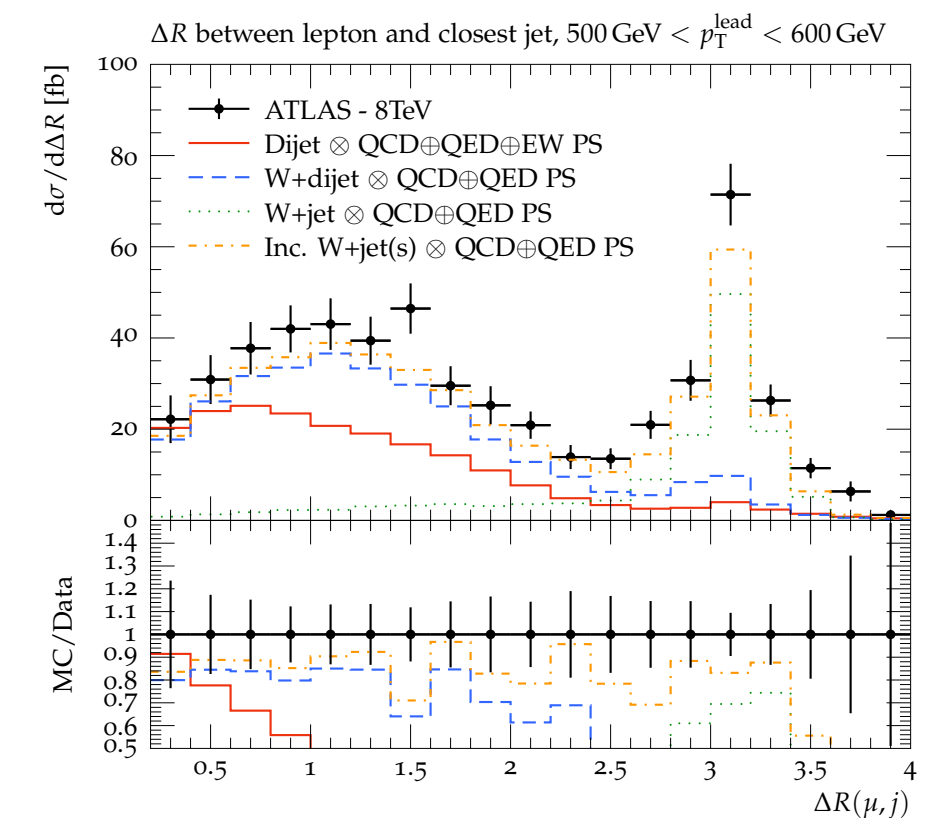 ΔR between lepton and closest jet, 500 GeV < p_T^lead < 600 GeV
dσ/dΔR [fb]
100
80
60
40
20
0
ATLAS - 8TeV
Dijet ⊗ QCD⊕QED⊕EW PS
W+dijet ⊗ QCD⊕QED PS
W+jet ⊗ QCD⊕QED PS
Inc. W+jet(s) ⊗ QCD⊕QED PS
MC/Data
1.4
1.3
1.2
1.1
1
0.9
0.8
0.7
0.6
0.5
0.5 1 1.5 2 2.5 3 3.5 4
ΔR(μ, j)